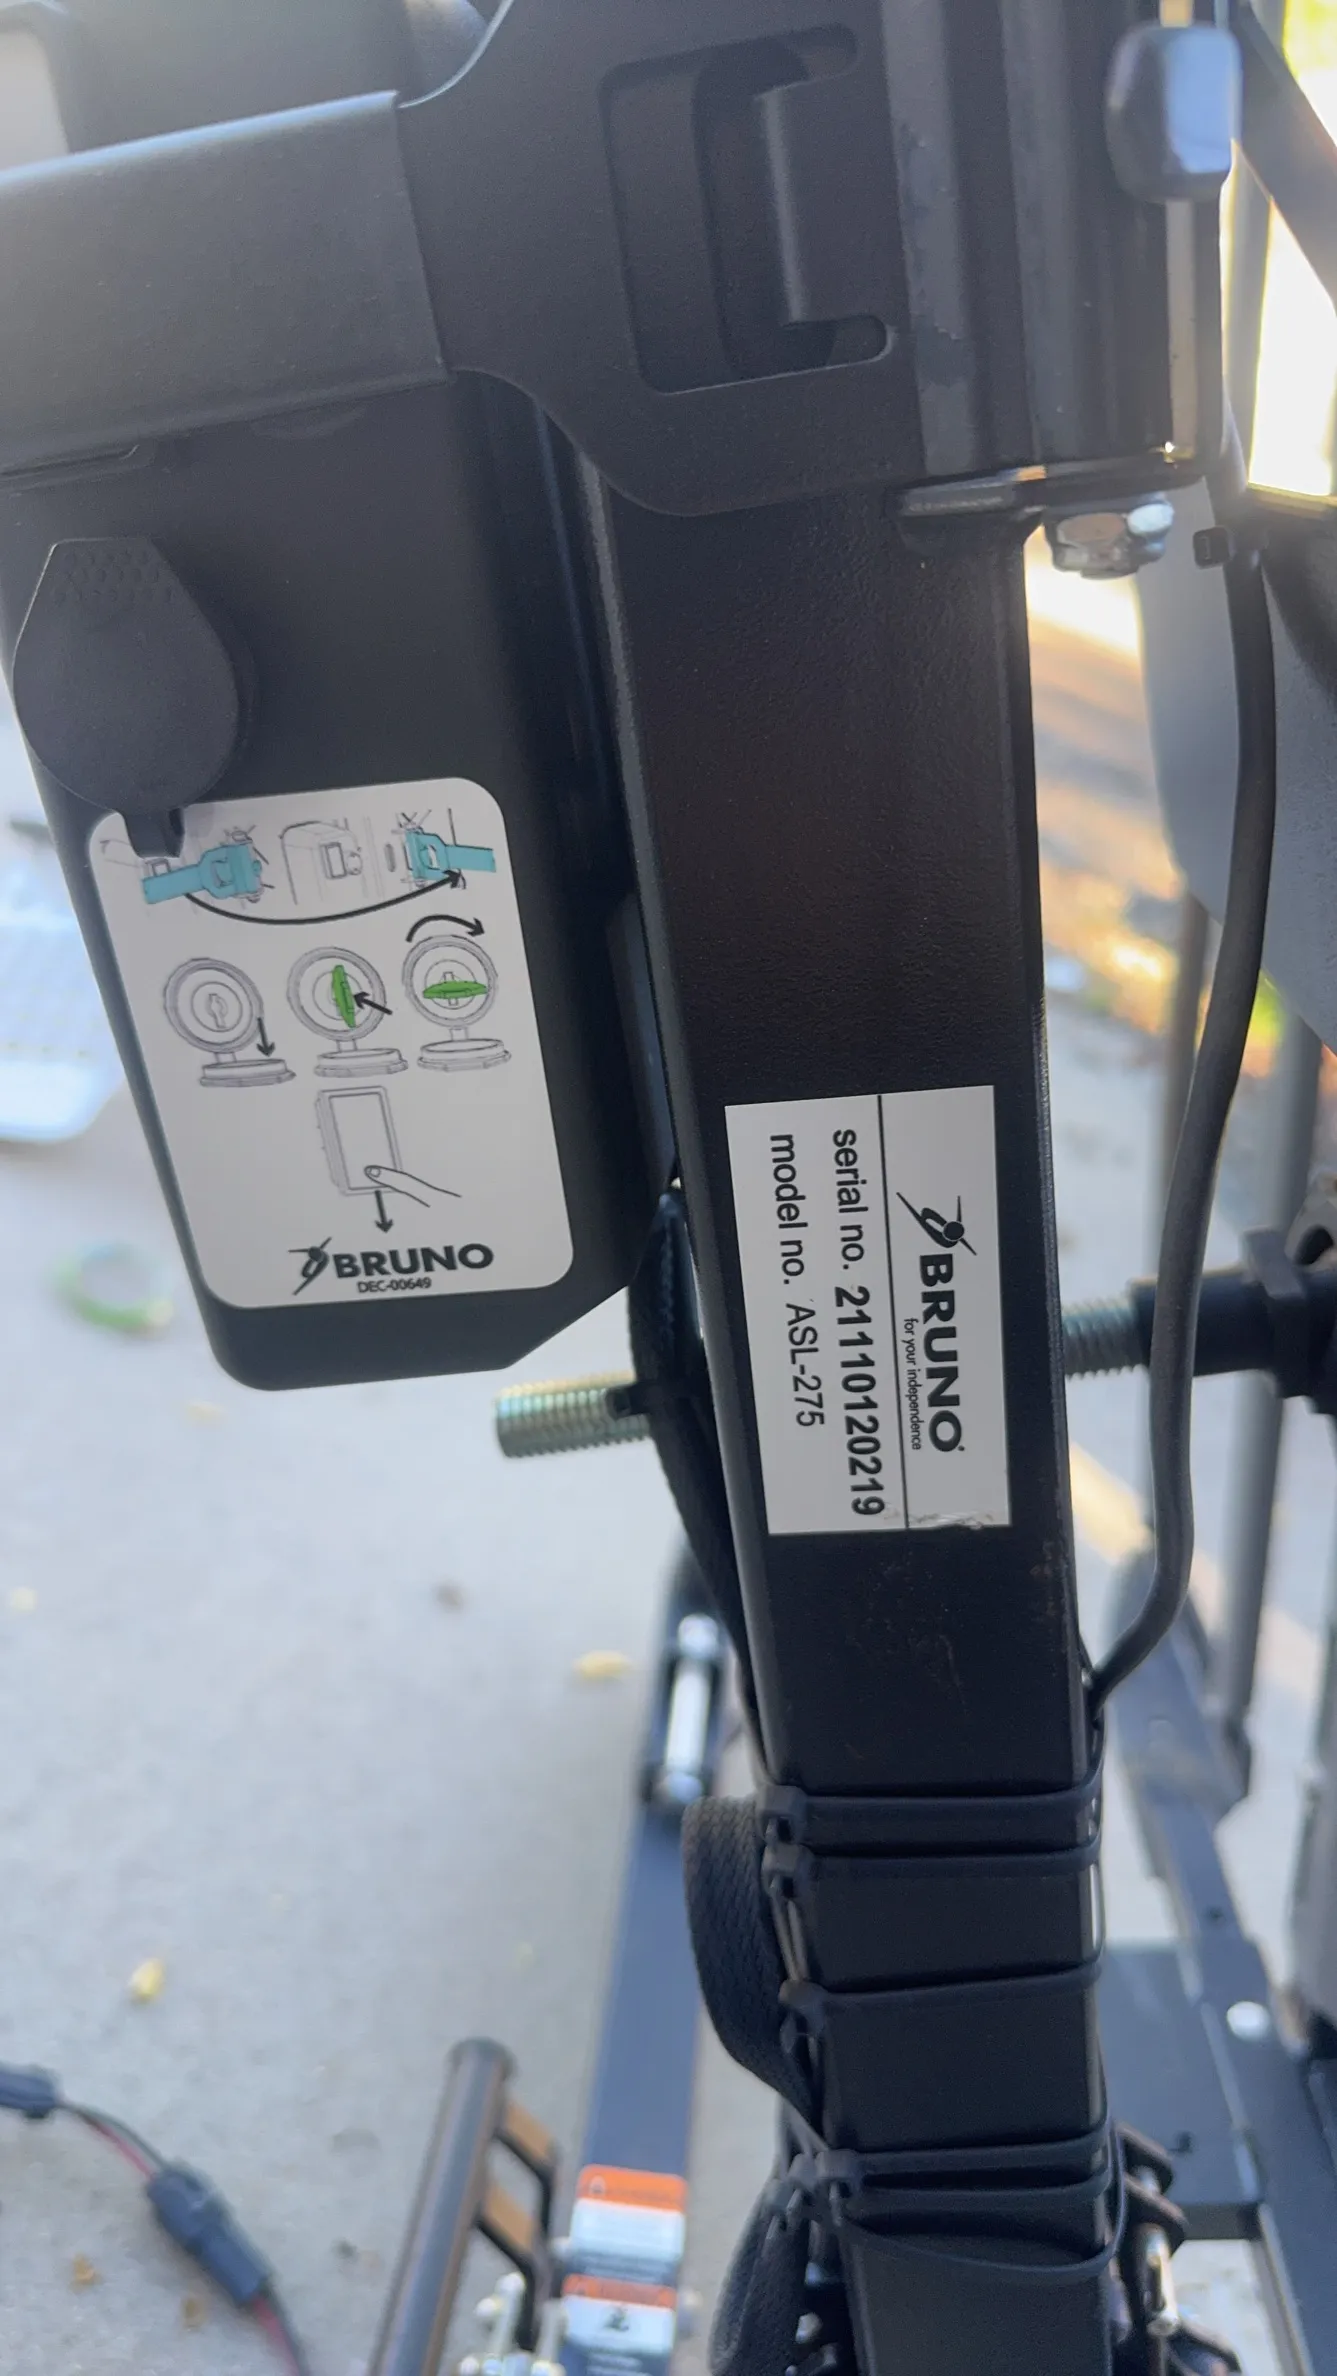 BRUNO
DEC-00649
BRUNO®
for your independence
serial no. 21110120219
model no. ASL-275